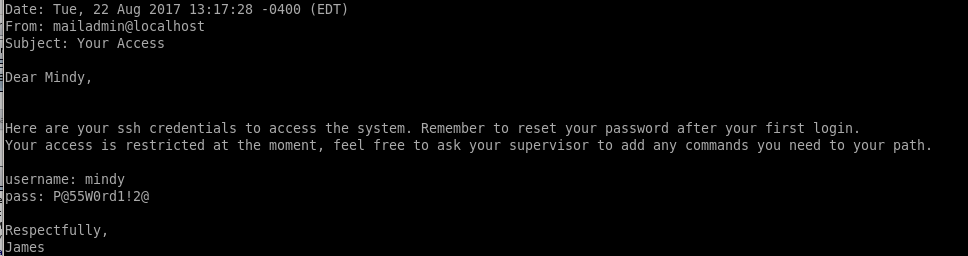 Date: Tue, 22 Aug 2017 13:17:28 -0400 (EDT)
From: mailadmin@localhost
Subject: Your Access
Dear Mindy,
Here are your ssh credentials to access the system. Remember to reset your password after your first login.
Your access is restricted at the moment, feel free to ask your supervisor to add any commands you need to your path.
username: mindy
pass: P@55W0rd1!2@
Respectfully,
James